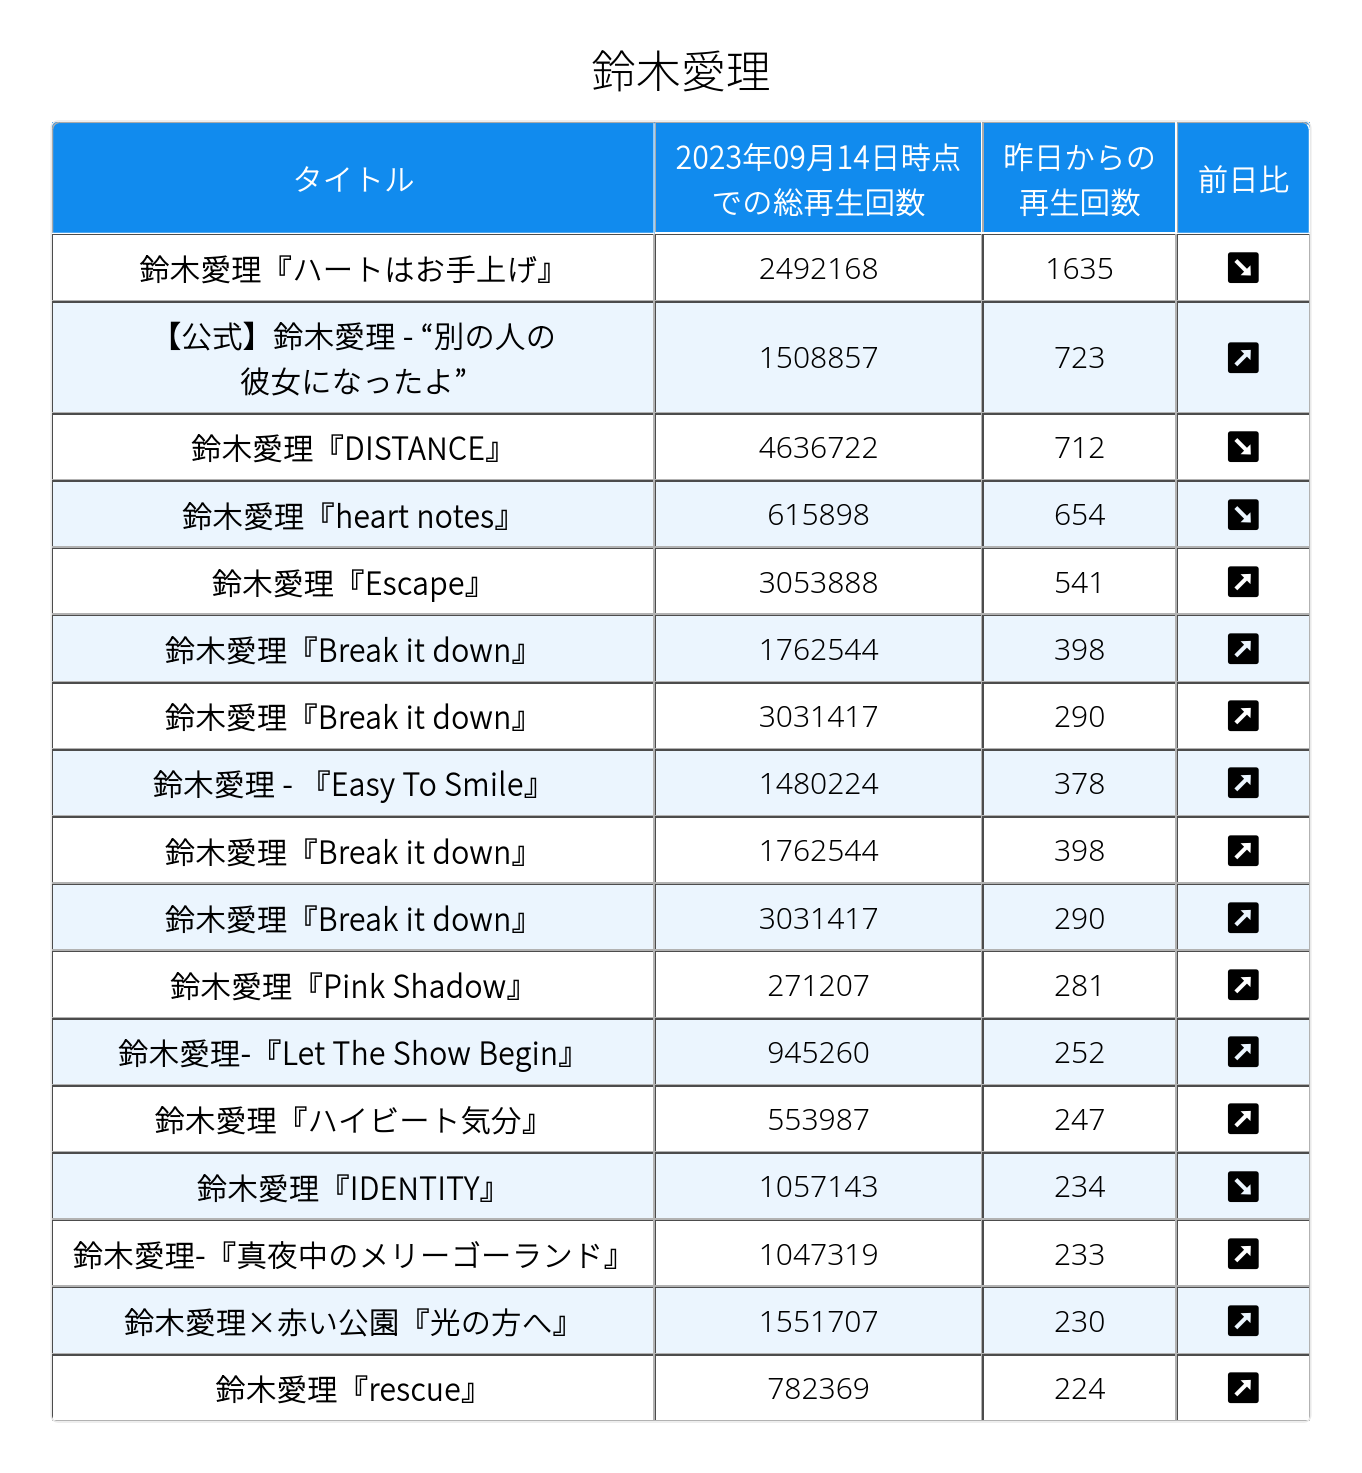 鈴木愛理
タイトル
2023年09月14日時点
での総再生回数
昨日からの
再生回数
前日比
鈴木愛理『ハートはお手上げ』 2492168 1635
【公式】鈴木愛理 - “別の人の
彼女になったよ”
1508857 723
鈴木愛理『DISTANCE』 4636722 712
鈴木愛理『heart notes』 615898 654
鈴木愛理『Escape』 3053888 541
鈴木愛理『Break it down』 1762544 398
鈴木愛理『Break it down』 3031417 290
鈴木愛理 - 『Easy To Smile』 1480224 378
鈴木愛理『Break it down』 1762544 398
鈴木愛理『Break it down』 3031417 290
鈴木愛理『Pink Shadow』 271207 281
鈴木愛理-『Let The Show Begin』 945260 252
鈴木愛理『ハイビート気分』 553987 247
鈴木愛理『IDENTITY』 1057143 234
鈴木愛理-『真夜中のメリーゴーランド』 1047319 233
鈴木愛理×赤い公園『光の方へ』 1551707 230
鈴木愛理『rescue』 782369 224